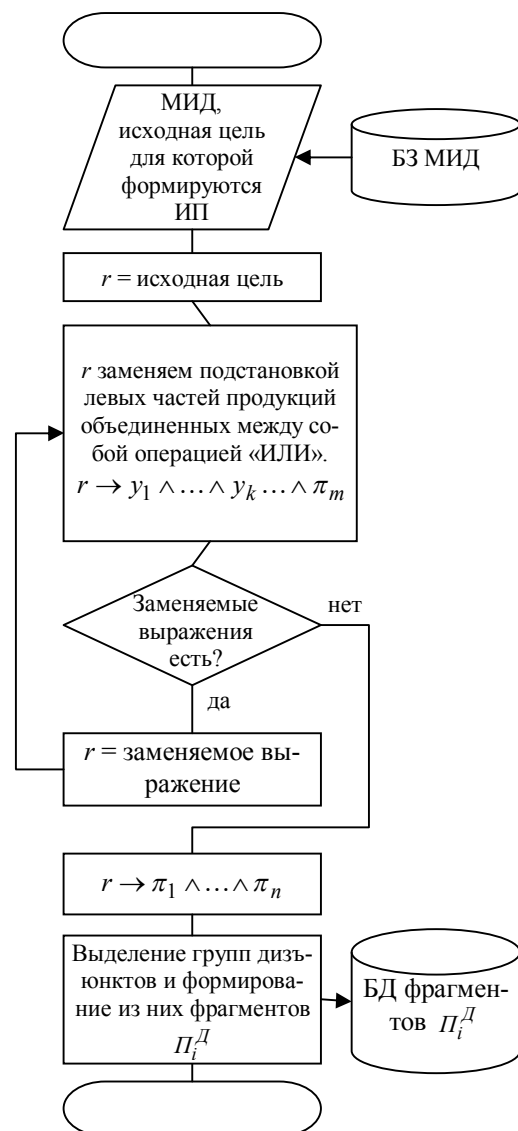 МИД,
исходная цель
для которой
формируются
ИП
БЗ МИД
r = исходная цель
r заменяем подстановкой
левых частей продукций
объединенных между со-
бой операцией «ИЛИ».
r → y₁ ∧ … ∧ yₖ … ∧ πₘ
Заменяемые
выражения
есть?
нет
да
r = заменяемое вы-
ражение
r → π₁ ∧ … ∧ πₙ
Выделение групп дизъ-
юнктов и формирова-
ние из них фрагментов
Π_i^Д
БД фрагмен-
тов Π_i^Д